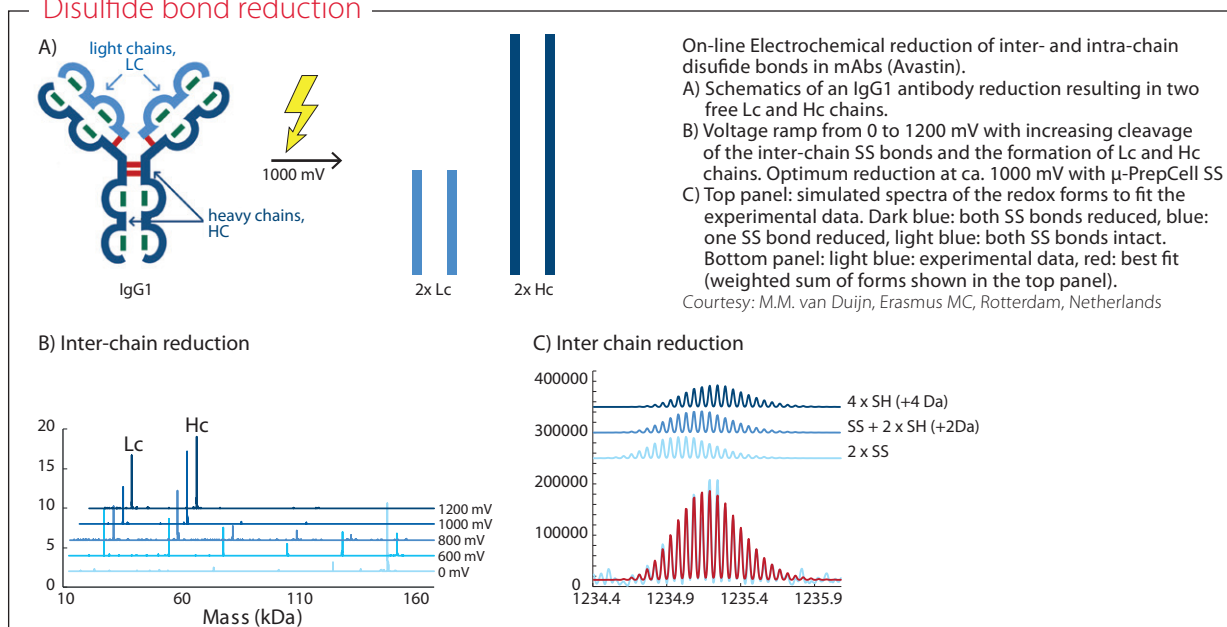 Disulfide bond reduction
A)
light chains,
LC
1000 mV
heavy chains,
HC
IgG1
2x Lc
2x Hc
On-line Electrochemical reduction of inter- and intra-chain
disufide bonds in mAbs (Avastin).
A) Schematics of an IgG1 antibody reduction resulting in two
free Lc and Hc chains.
B) Voltage ramp from 0 to 1200 mV with increasing cleavage
of the inter-chain SS bonds and the formation of Lc and Hc
chains. Optimum reduction at ca. 1000 mV with μ-PrepCell SS
C) Top panel: simulated spectra of the redox forms to fit the
experimental data. Dark blue: both SS bonds reduced, blue:
one SS bond reduced, light blue: both SS bonds intact.
Bottom panel: light blue: experimental data, red: best fit
(weighted sum of forms shown in the top panel).
Courtesy: M.M. van Duijn, Erasmus MC, Rotterdam, Netherlands
B) Inter-chain reduction
20
15
10
5
0
Lc
Hc
1200 mV
1000 mV
800 mV
600 mV
0 mV
10 60 110 160
Mass (kDa)
C) Inter chain reduction
400000
300000
200000
100000
0
4 x SH (+4 Da)
SS + 2 x SH (+2Da)
2 x SS
1234.4 1234.9 1235.4 1235.9